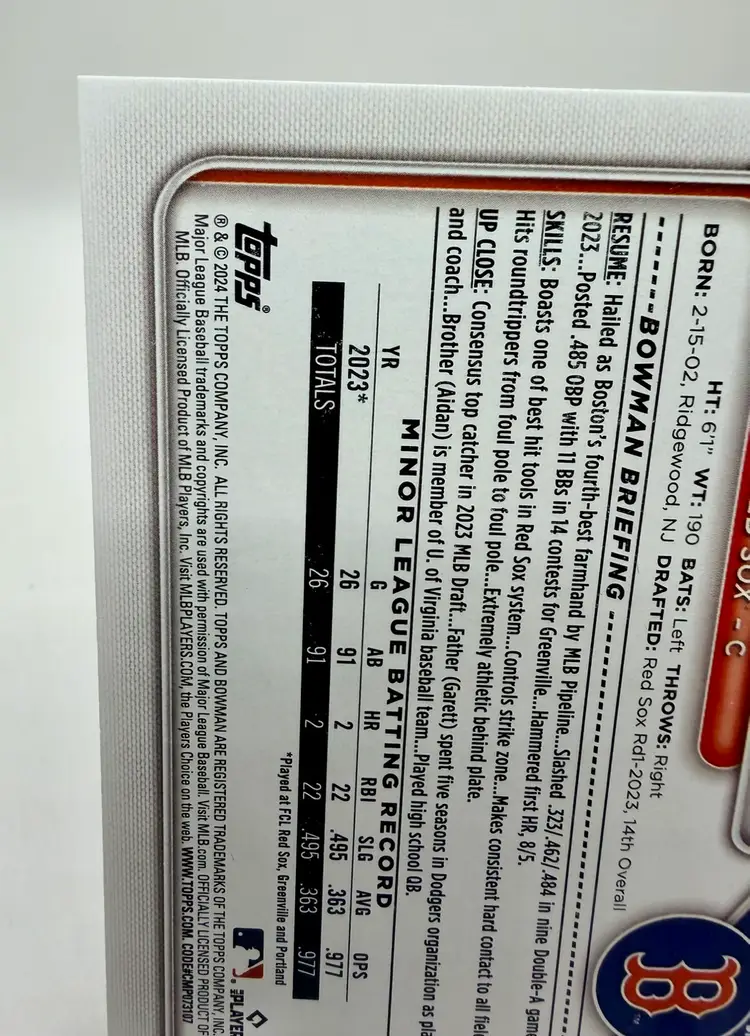 D SOX - C
HT: 6'1" WT: 190 BATS: Left THROWS: Right
BORN: 2-15-02, Ridgewood, NJ DRAFTED: Red Sox Rd1-2023, 14th Overall
BOWMAN BRIEFING
RESUME: Hailed as Boston's fourth-best farmhand by MLB Pipeline...Slashed .323/.462/.484 in nine Double-A gam
2023...Posted .485 OBP with 11 BBs in 14 contests for Greenville...Hammered first HR, 8/5.
SKILLS: Boasts one of best hit tools in Red Sox system...Controls strike zone...Makes consistent hard contact to all fiel
Hits roundtrippers from foul pole to foul pole...Extremely athletic behind plate.
UP CLOSE: Consensus top catcher in 2023 MLB Draft...Father (Garett) spent five seasons in Dodgers organization as pla
and coach...Brother (Aidan) is member of U. of Virginia baseball team...Played high school QB.
MINOR LEAGUE BATTING RECORD
YR G AB HR RBI SLG AVG OPS
2023* 26 91 2 22 .495 .363 .977
TOTALS 26 91 2 22 .495 .363 .977
*Played at FCL Red Sox, Greenville and Portland
topps®
® & © 2024 THE TOPPS COMPANY, INC. ALL RIGHTS RESERVED. TOPPS AND BOWMAN ARE REGISTERED TRADEMARKS OF THE TOPPS COMPANY, INC.
Major League Baseball trademarks and copyrights are used with permission of Major League Baseball. Visit MLB.com. OFFICIALLY LICENSED PRODUCT OF
MLB. Officially Licensed Product of MLB Players, Inc. Visit MLBPLAYERS.COM, the Players Choice on the web. WWW.TOPPS.COM. CODE#CMP073107
B
PLAYER